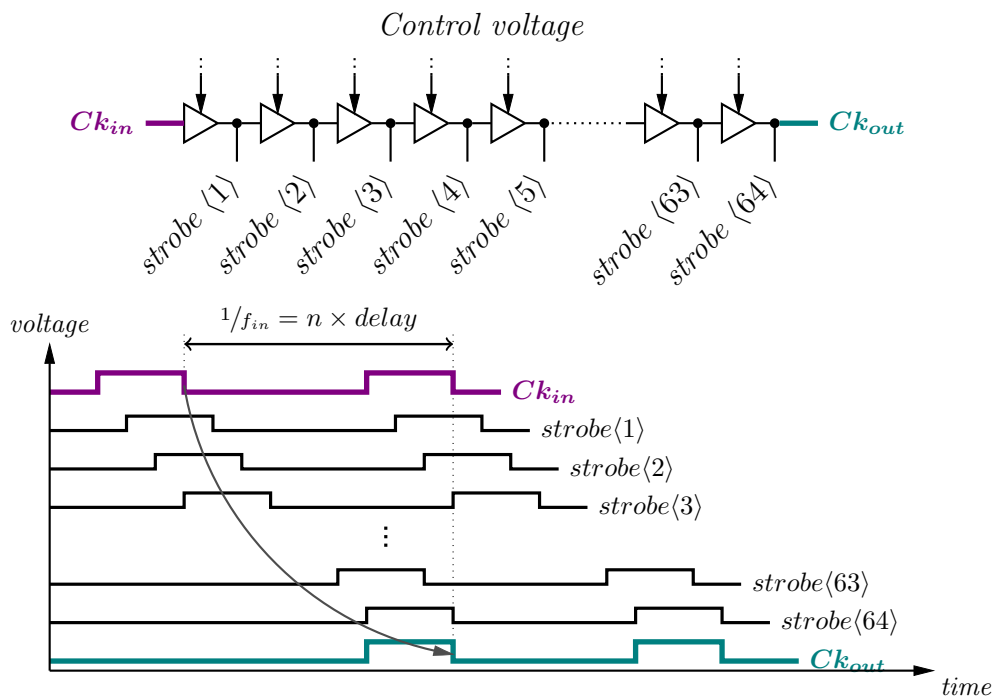 Control voltage
Ck_in
Ck_out
strobe ⟨1⟩
strobe ⟨2⟩
strobe ⟨3⟩
strobe ⟨4⟩
strobe ⟨5⟩
strobe ⟨63⟩
strobe ⟨64⟩
1/f_in = n × delay
voltage
Ck_in
strobe⟨1⟩
strobe⟨2⟩
strobe⟨3⟩
strobe⟨63⟩
strobe⟨64⟩
Ck_out
time